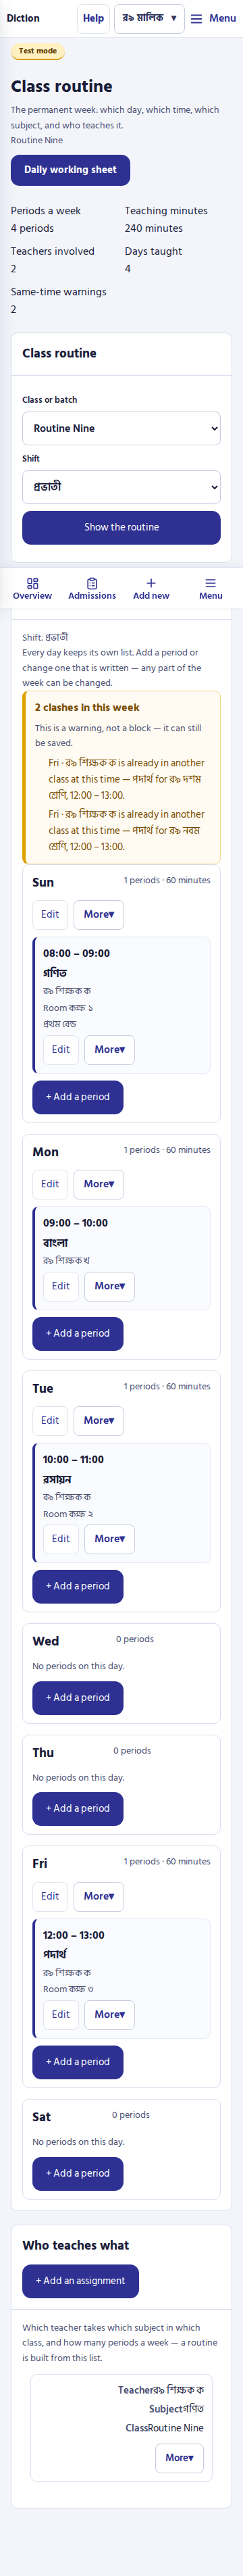 Diction
Help
র৯ মালিক ▾
Menu
Test mode
Class routine
The permanent week: which day, which time, which
subject, and who teaches it.
Routine Nine
Daily working sheet
Periods a week
4 periods
Teaching minutes
240 minutes
Teachers involved
2
Days taught
4
Same-time warnings
2
Class routine
Class or batch
Routine Nine
Shift
প্রভাতী
Show the routine
Overview
Admissions
Add new
Menu
Shift: প্রভাতী
Every day keeps its own list. Add a period or
change one that is written — any part of the
week can be changed.
2 clashes in this week
This is a warning, not a block — it can still
be saved.
Fri · র৯ শিক্ষক ক is already in another
class at this time — পদার্থ for র৯ দশম
শ্রেণি, 12:00 – 13:00.
Fri · র৯ শিক্ষক ক is already in another
class at this time — পদার্থ for র৯ নবম
শ্রেণি, 12:00 – 13:00.
Sun
1 periods · 60 minutes
Edit
More▾
08:00 – 09:00
গণিত
র৯ শিক্ষক ক
Room কক্ষ ১
প্রথম বেল্ড
Edit
More▾
+ Add a period
Mon
1 periods · 60 minutes
Edit
More▾
09:00 – 10:00
বাংলা
র৯ শিক্ষক খ
Edit
More▾
+ Add a period
Tue
1 periods · 60 minutes
Edit
More▾
10:00 – 11:00
রসায়ন
র৯ শিক্ষক ক
Room কক্ষ ২
Edit
More▾
+ Add a period
Wed
0 periods
No periods on this day.
+ Add a period
Thu
0 periods
No periods on this day.
+ Add a period
Fri
1 periods · 60 minutes
Edit
More▾
12:00 – 13:00
পদার্থ
র৯ শিক্ষক ক
Room কক্ষ ৩
Edit
More▾
+ Add a period
Sat
0 periods
No periods on this day.
+ Add a period
Who teaches what
+ Add an assignment
Which teacher takes which subject in which
class, and how many periods a week — a routine
is built from this list.
Teacherর৯ শিক্ষক ক
Subjectগণিত
ClassRoutine Nine
More▾